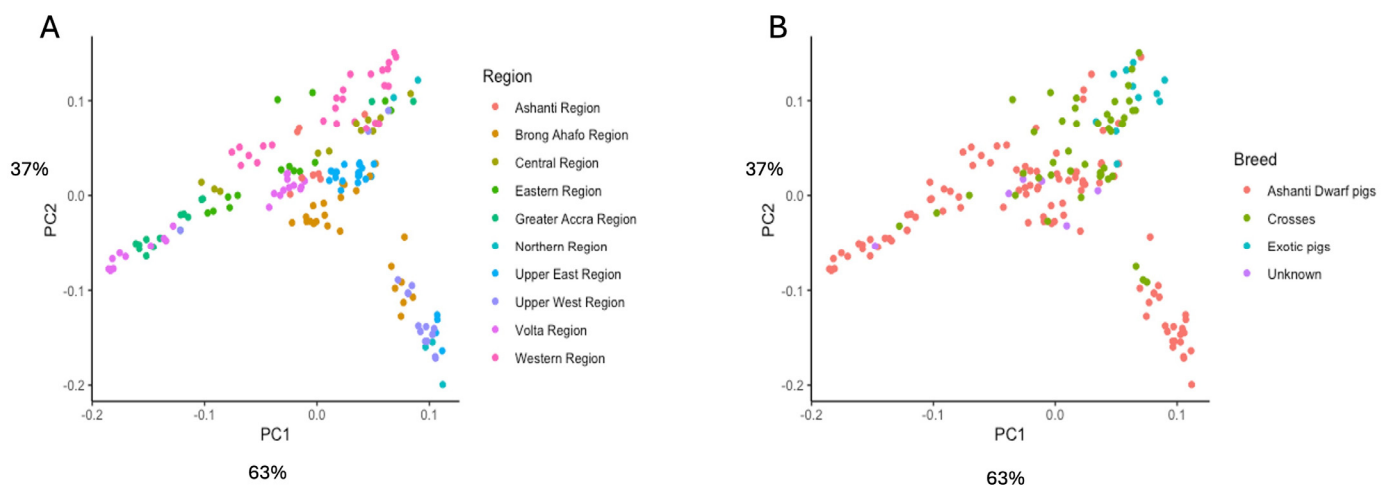 A
Region
Ashanti Region
Brong Ahafo Region
Central Region
Eastern Region
Greater Accra Region
Northern Region
Upper East Region
Upper West Region
Volta Region
Western Region
0.1
0.0
-0.1
-0.2
37%
PC2
-0.2 -0.1 0.0 0.1
PC1
63%
B
Breed
Ashanti Dwarf pigs
Crosses
Exotic pigs
Unknown
0.1
0.0
-0.1
-0.2
37%
PC2
-0.2 -0.1 0.0 0.1
PC1
63%